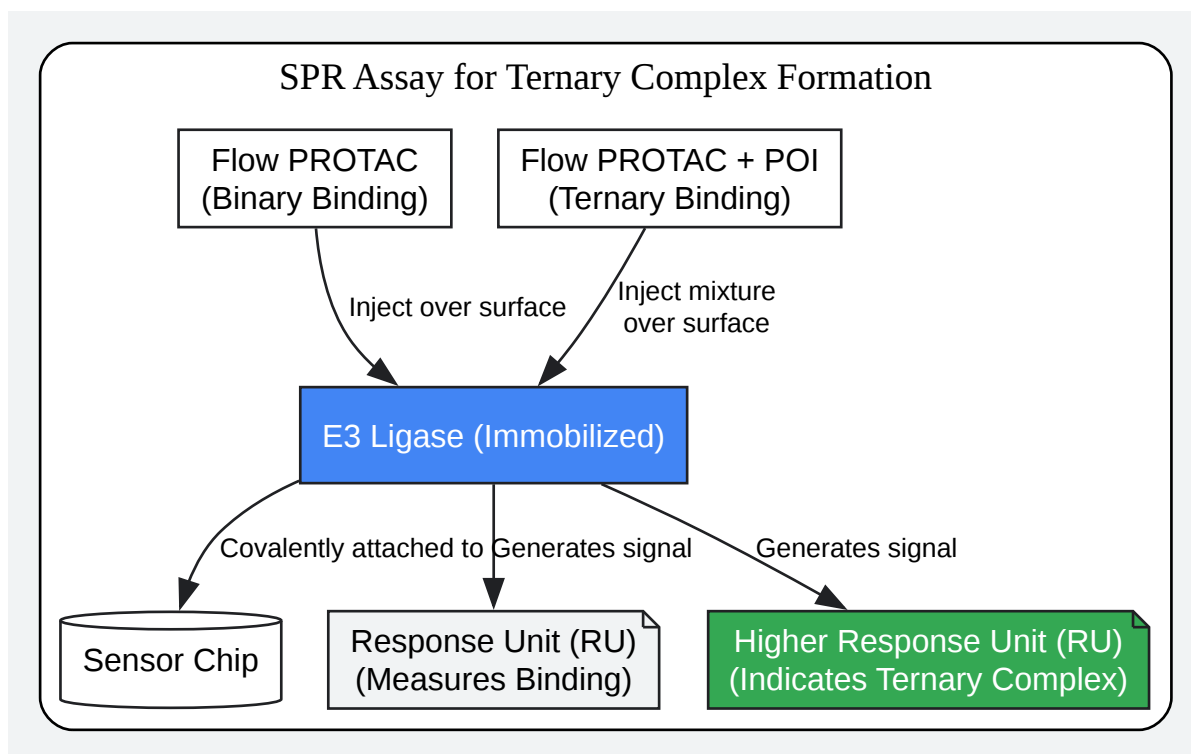 SPR Assay for Ternary Complex Formation
Flow PROTAC
(Binary Binding)
Flow PROTAC + POI
(Ternary Binding)
Inject over surface
Inject mixture
over surface
E3 Ligase (Immobilized)
Covalently attached to
Generates signal
Generates signal
Sensor Chip
Response Unit (RU)
(Measures Binding)
Higher Response Unit (RU)
(Indicates Ternary Complex)